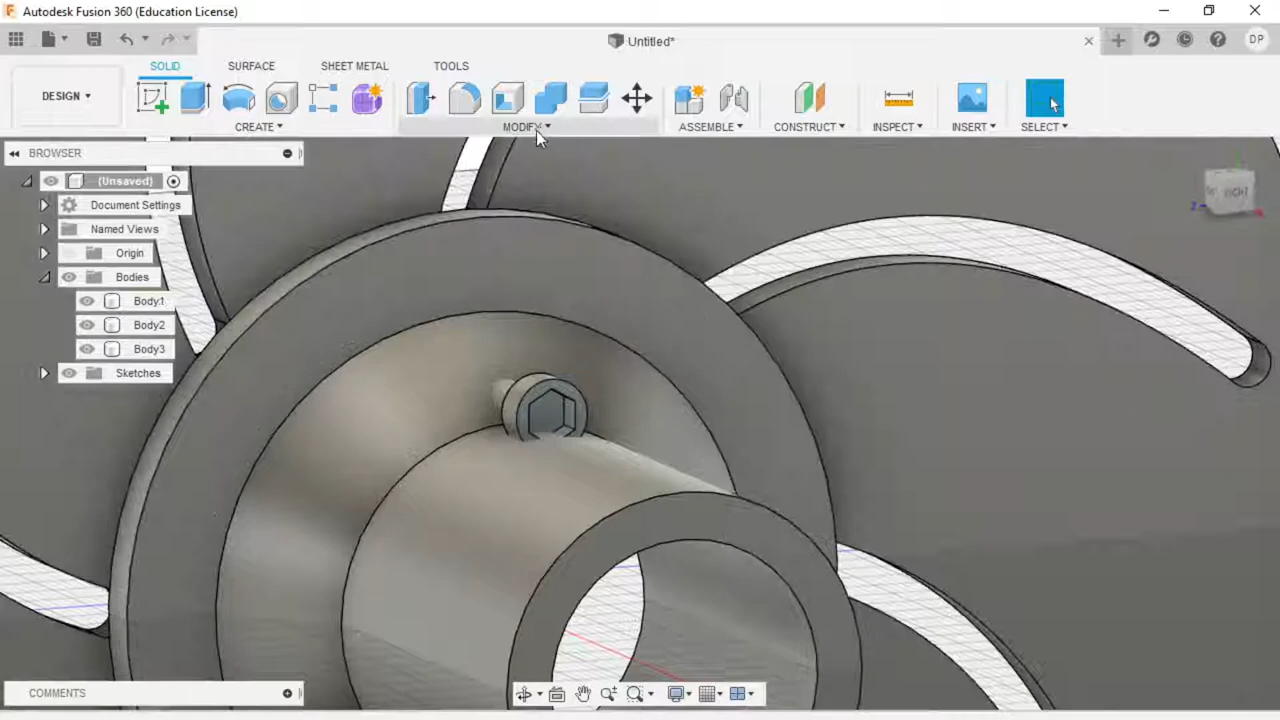 Autodesk Fusion 360 (Education License)
Untitled*
DP
SOLID SURFACE SHEET METAL TOOLS
DESIGN
CREATE MODIFY ASSEMBLE CONSTRUCT INSPECT INSERT SELECT
BROWSER
(Unsaved)
Document Settings
Named Views
Origin
Bodies
Body1
Body2
Body3
Sketches
RIGHT
Z
COMMENTS